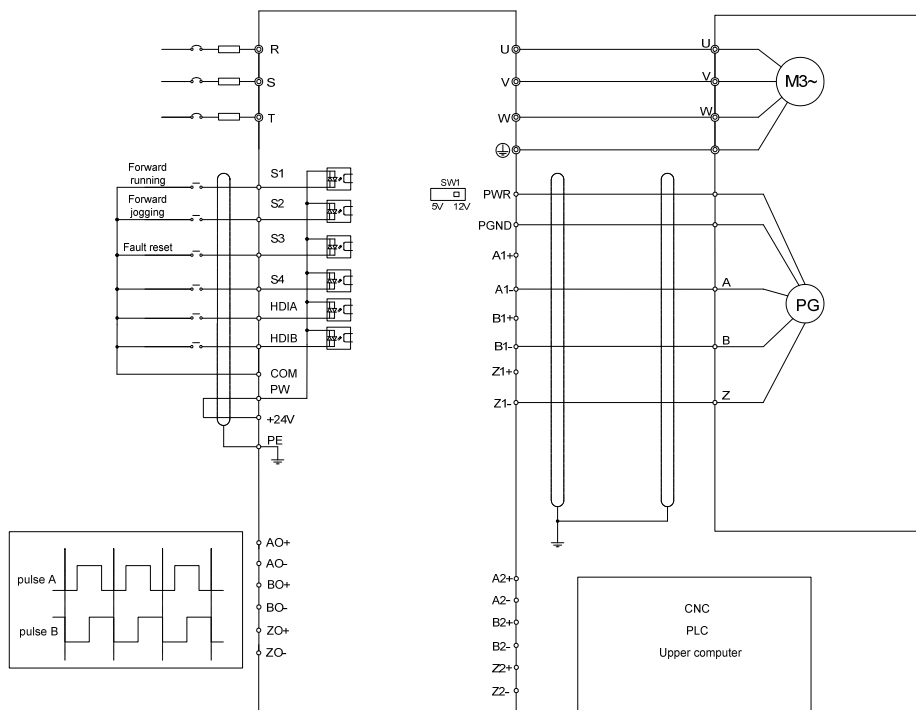 R
S
T
U
V
W
U
V
W
M3~
Forward
running
Forward
jogging
Fault reset
S1
S2
S3
S4
HDIA
HDIB
COM
PW
+24V
PE
SW1
5V 12V
PWR
PGND
A1+
A1-
B1+
B1-
Z1+
Z1-
A
B
Z
PG
pulse A
pulse B
AO+
AO-
BO+
BO-
ZO+
ZO-
A2+
A2-
B2+
B2-
Z2+
Z2-
CNC
PLC
Upper computer